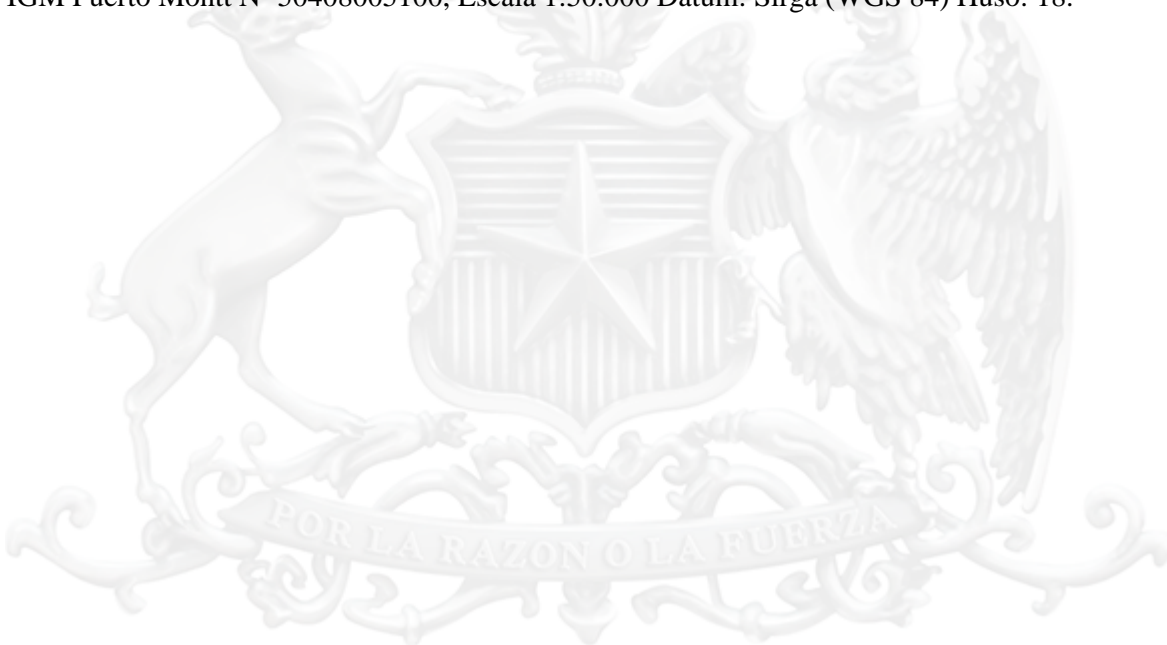 IGM Puerto Montt Nº 50408005100, Escala 1:50.000 Datum: Sirga (WGS 84) Huso: 18.
POR LA RAZON O LA FUERZA